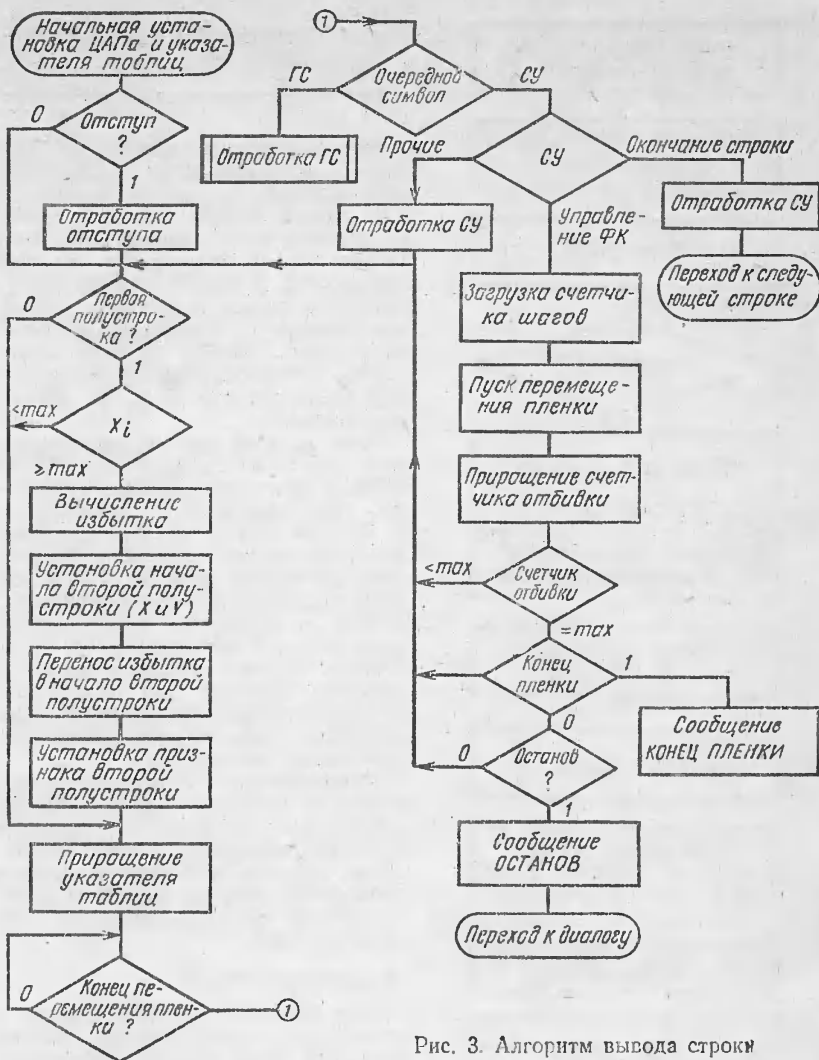 Начальная уста-
новка ЦАПа и указа-
теля тоблиц
0
Отступ
?
1
Отработка
отступа
0
Первая
полустро-
ка ?
1
<max
Xi
≥max
Вычисление
избытка
Установка нача-
ла второй полу-
строки (X и Y)
Перенос избытка
в начало второй
полустроки
Установка приз-
нака второй
полустроки
Приращение
указателя
таблиц
0
Конец пе-
ремещения плен-
ки ?
1
1
ГС
Очередной
символ
СУ
Отработка ГС
Прочие
СУ
Окончание строки
Отработка СУ
Управле-
ние ФК
Отработка СУ
Переход к следу-
ющей строке
Загрузка счетчи-
ка шагов
Пуск перемеще-
ния пленки
Приращение счет-
чика отбивки
<max
Счетчик
отбивки
=max
Конец
пленки
1
0
Сообщение
КОНЕЦ ПЛЕНКИ
0
Останов
?
1
Сообщение
ОСТАНОВ
Переход к диалогу
Рис. 3. Алгоритм вывода строки